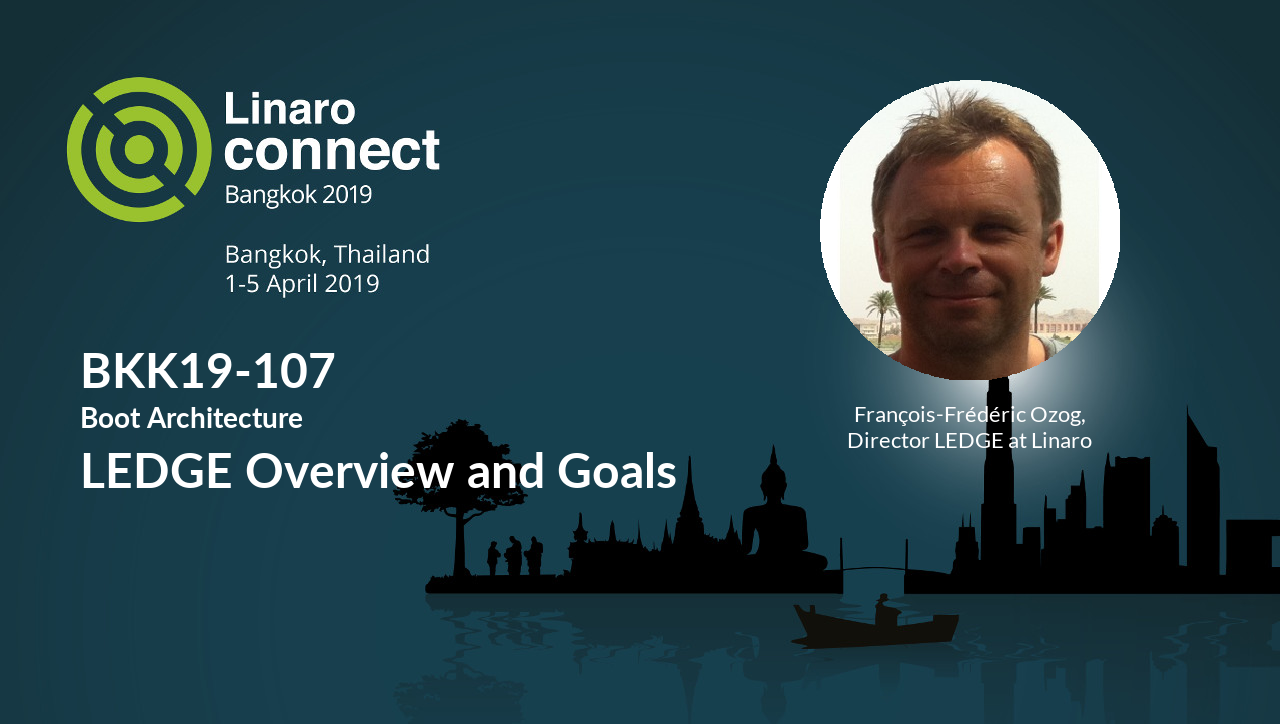 Linaro
connect
Bangkok 2019
Bangkok, Thailand
1-5 April 2019
BKK19-107
Boot Architecture
LEDGE Overview and Goals
François-Frédéric Ozog,
Director LEDGE at Linaro